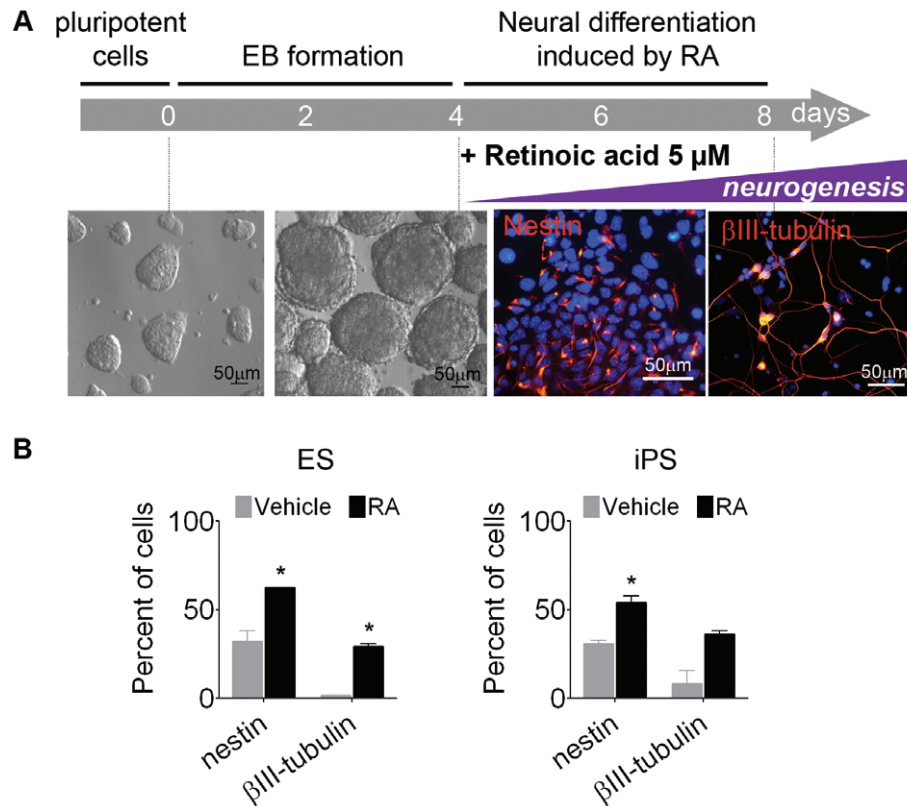 A
pluripotent
cells
EB formation
Neural differentiation
induced by RA
0 2 4 6 8 days
+ Retinoic acid 5 µM
neurogenesis
50µm
50µm
Nestin
50µm
βIII-tubulin
50µm
B
ES
Vehicle RA
Percent of cells
100
50
0
*
*
nestin
βIII-tubulin
iPS
Vehicle RA
Percent of cells
100
50
0
*
nestin
βIII-tubulin